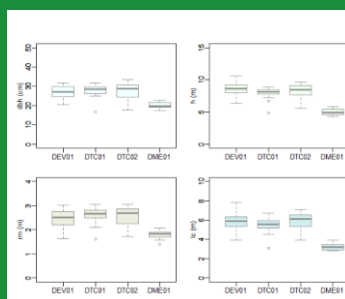 dbh (cm)
0 10 20 30 40 50
DEV01 DTC01 DTC02 DME01
h (m)
0 5 10 15
DEV01 DTC01 DTC02 DME01
rm (m)
0 1 2 3 4
DEV01 DTC01 DTC02 DME01
lc (m)
0 2 4 6 8 10
DEV01 DTC01 DTC02 DME01